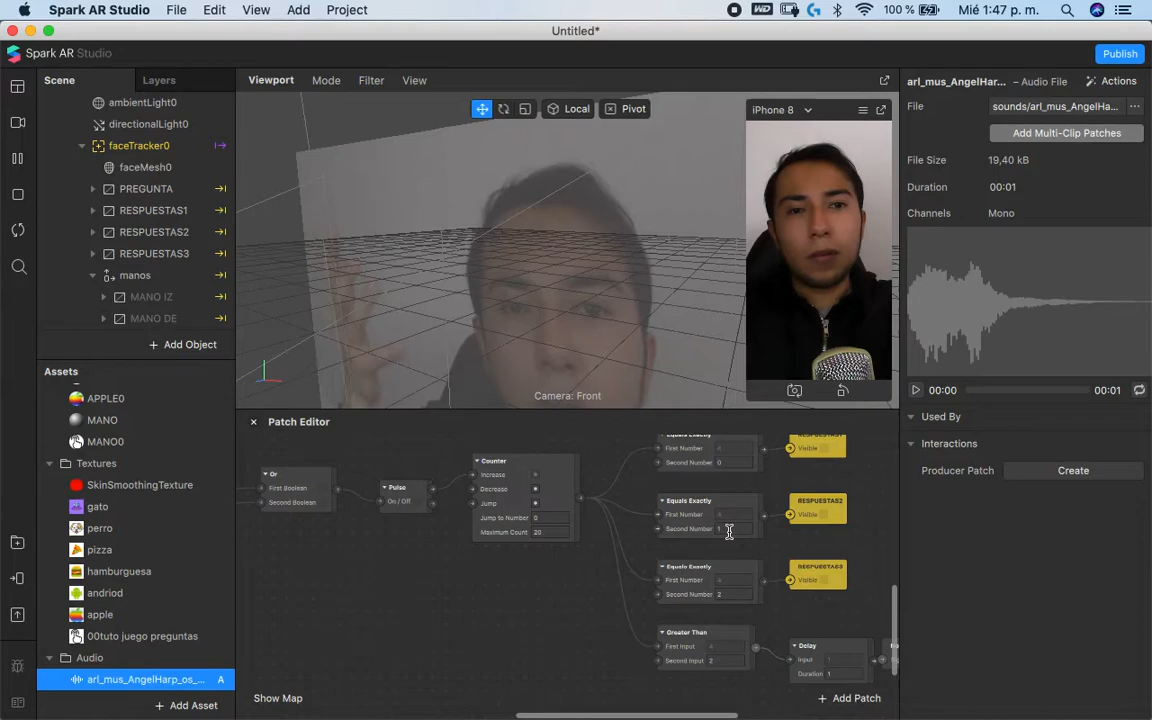 Spark AR Studio File Edit View Add Project 100 % Mié 1:47 p. m.
Untitled*
Spark AR Studio Publish
Scene Layers
ambientLight0
directionalLight0
faceTracker0
faceMesh0
PREGUNTA
RESPUESTAS1
RESPUESTAS2
RESPUESTAS3
manos
MANO IZ
MANO DE
Add Object
Assets
APPLE0
MANO
MANO0
Textures
SkinSmoothingTexture
gato
perro
pizza
hamburguesa
andriod
apple
00tuto juego preguntas
Audio
arl_mus_AngelHarp_os_... A
Add Asset
Viewport Mode Filter View
Local Pivot
iPhone 8
Camera: Front
Patch Editor
Or
First Boolean
Second Boolean
Pulse
On / Off
Counter
Increase
Decrease
Jump
Jump to Number 0
Maximum Count 20
Equals Exactly
First Number 4
Second Number 0
Visible
Equals Exactly
First Number 4
Second Number 1
RESPUESTAS2
Visible
Equals Exactly
First Number 4
Second Number 2
RESPUESTAS3
Visible
Greater Than
First Input 4
Second Input 2
Delay
Input 1
Duration 1
Show Map
Add Patch
arl_mus_AngelHarp... – Audio File Actions
File sounds/arl_mus_AngelHa... ...
Add Multi-Clip Patches
File Size 19,40 kB
Duration 00:01
Channels Mono
00:00 00:01
Used By
Interactions
Producer Patch Create